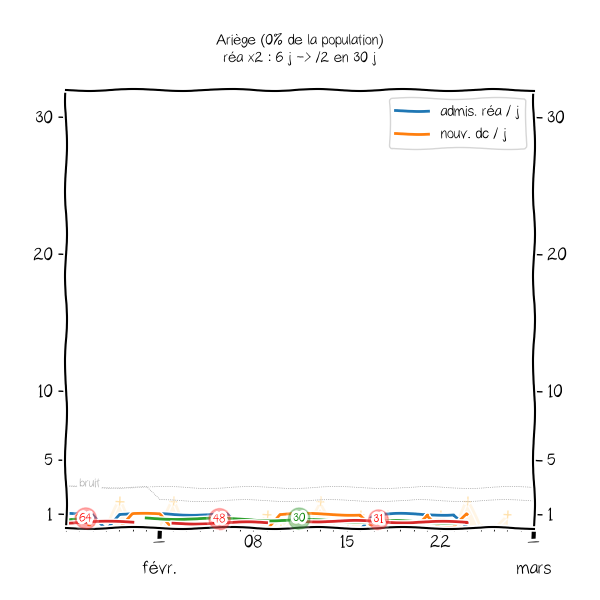 Ariège (0% de la population)
réa x2 : 6 j -> /2 en 30 j
admis. réa / j
nouv. dc / j
30
30
20
20
10
10
5
5
bruit
1
64
48
30
31
1
08
15
22
févr.
mars